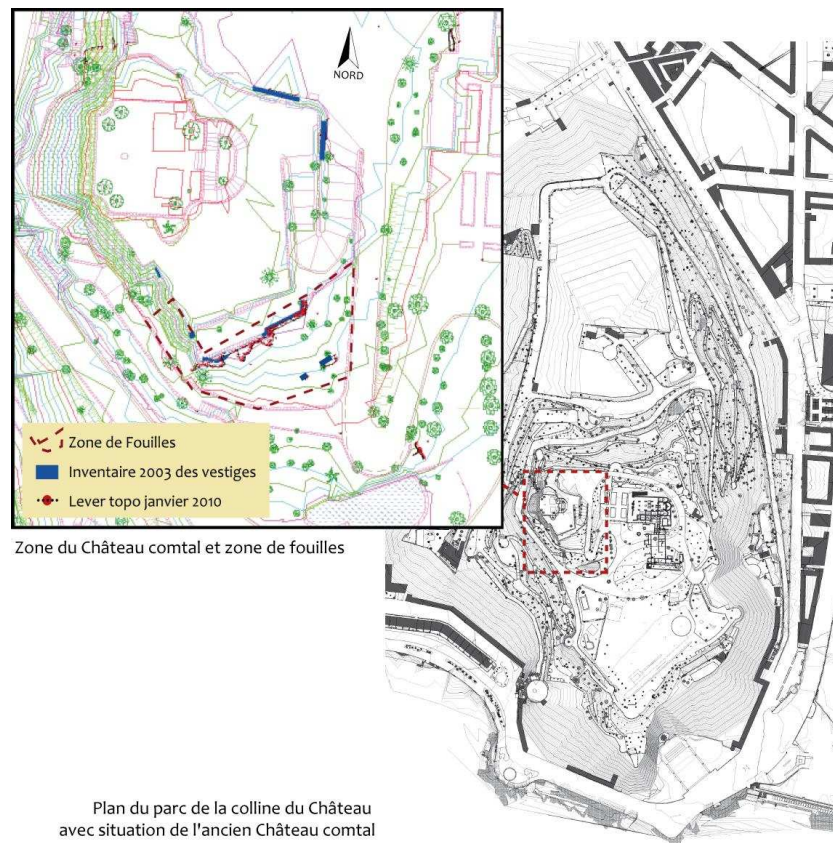 NORD
Zone de Fouilles
Inventaire 2003 des vestiges
Lever topo janvier 2010
Zone du Château comtal et zone de fouilles
Plan du parc de la colline du Château
avec situation de l'ancien Château comtal